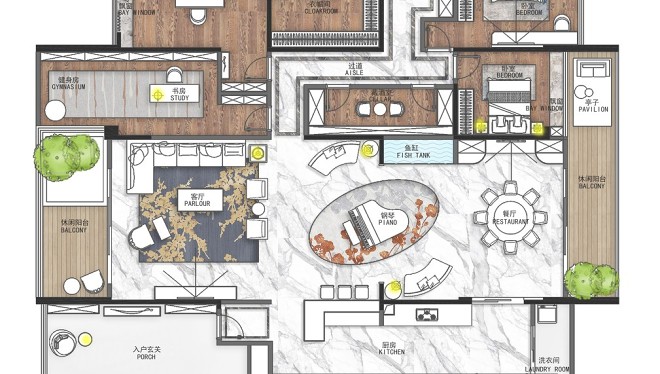 飘窗
BAY WINDOW
衣帽间
CLOAKROOM
卧室
BEDROOM
过道
AISLE
健身房
GYMNASIUM
书房
STUDY
CELLAR
卧室
BEDROOM
飘窗
BAY WINDOW
亭子
PAVILION
鱼缸
FISH TANK
客厅
PARLOUR
钢琴
PIANO
餐厅
RESTAURANT
休闲阳台
BALCONY
休闲阳台
BALCONY
入户玄关
PORCH
厨房
KITCHEN
洗衣间
LAUNDRY ROOM